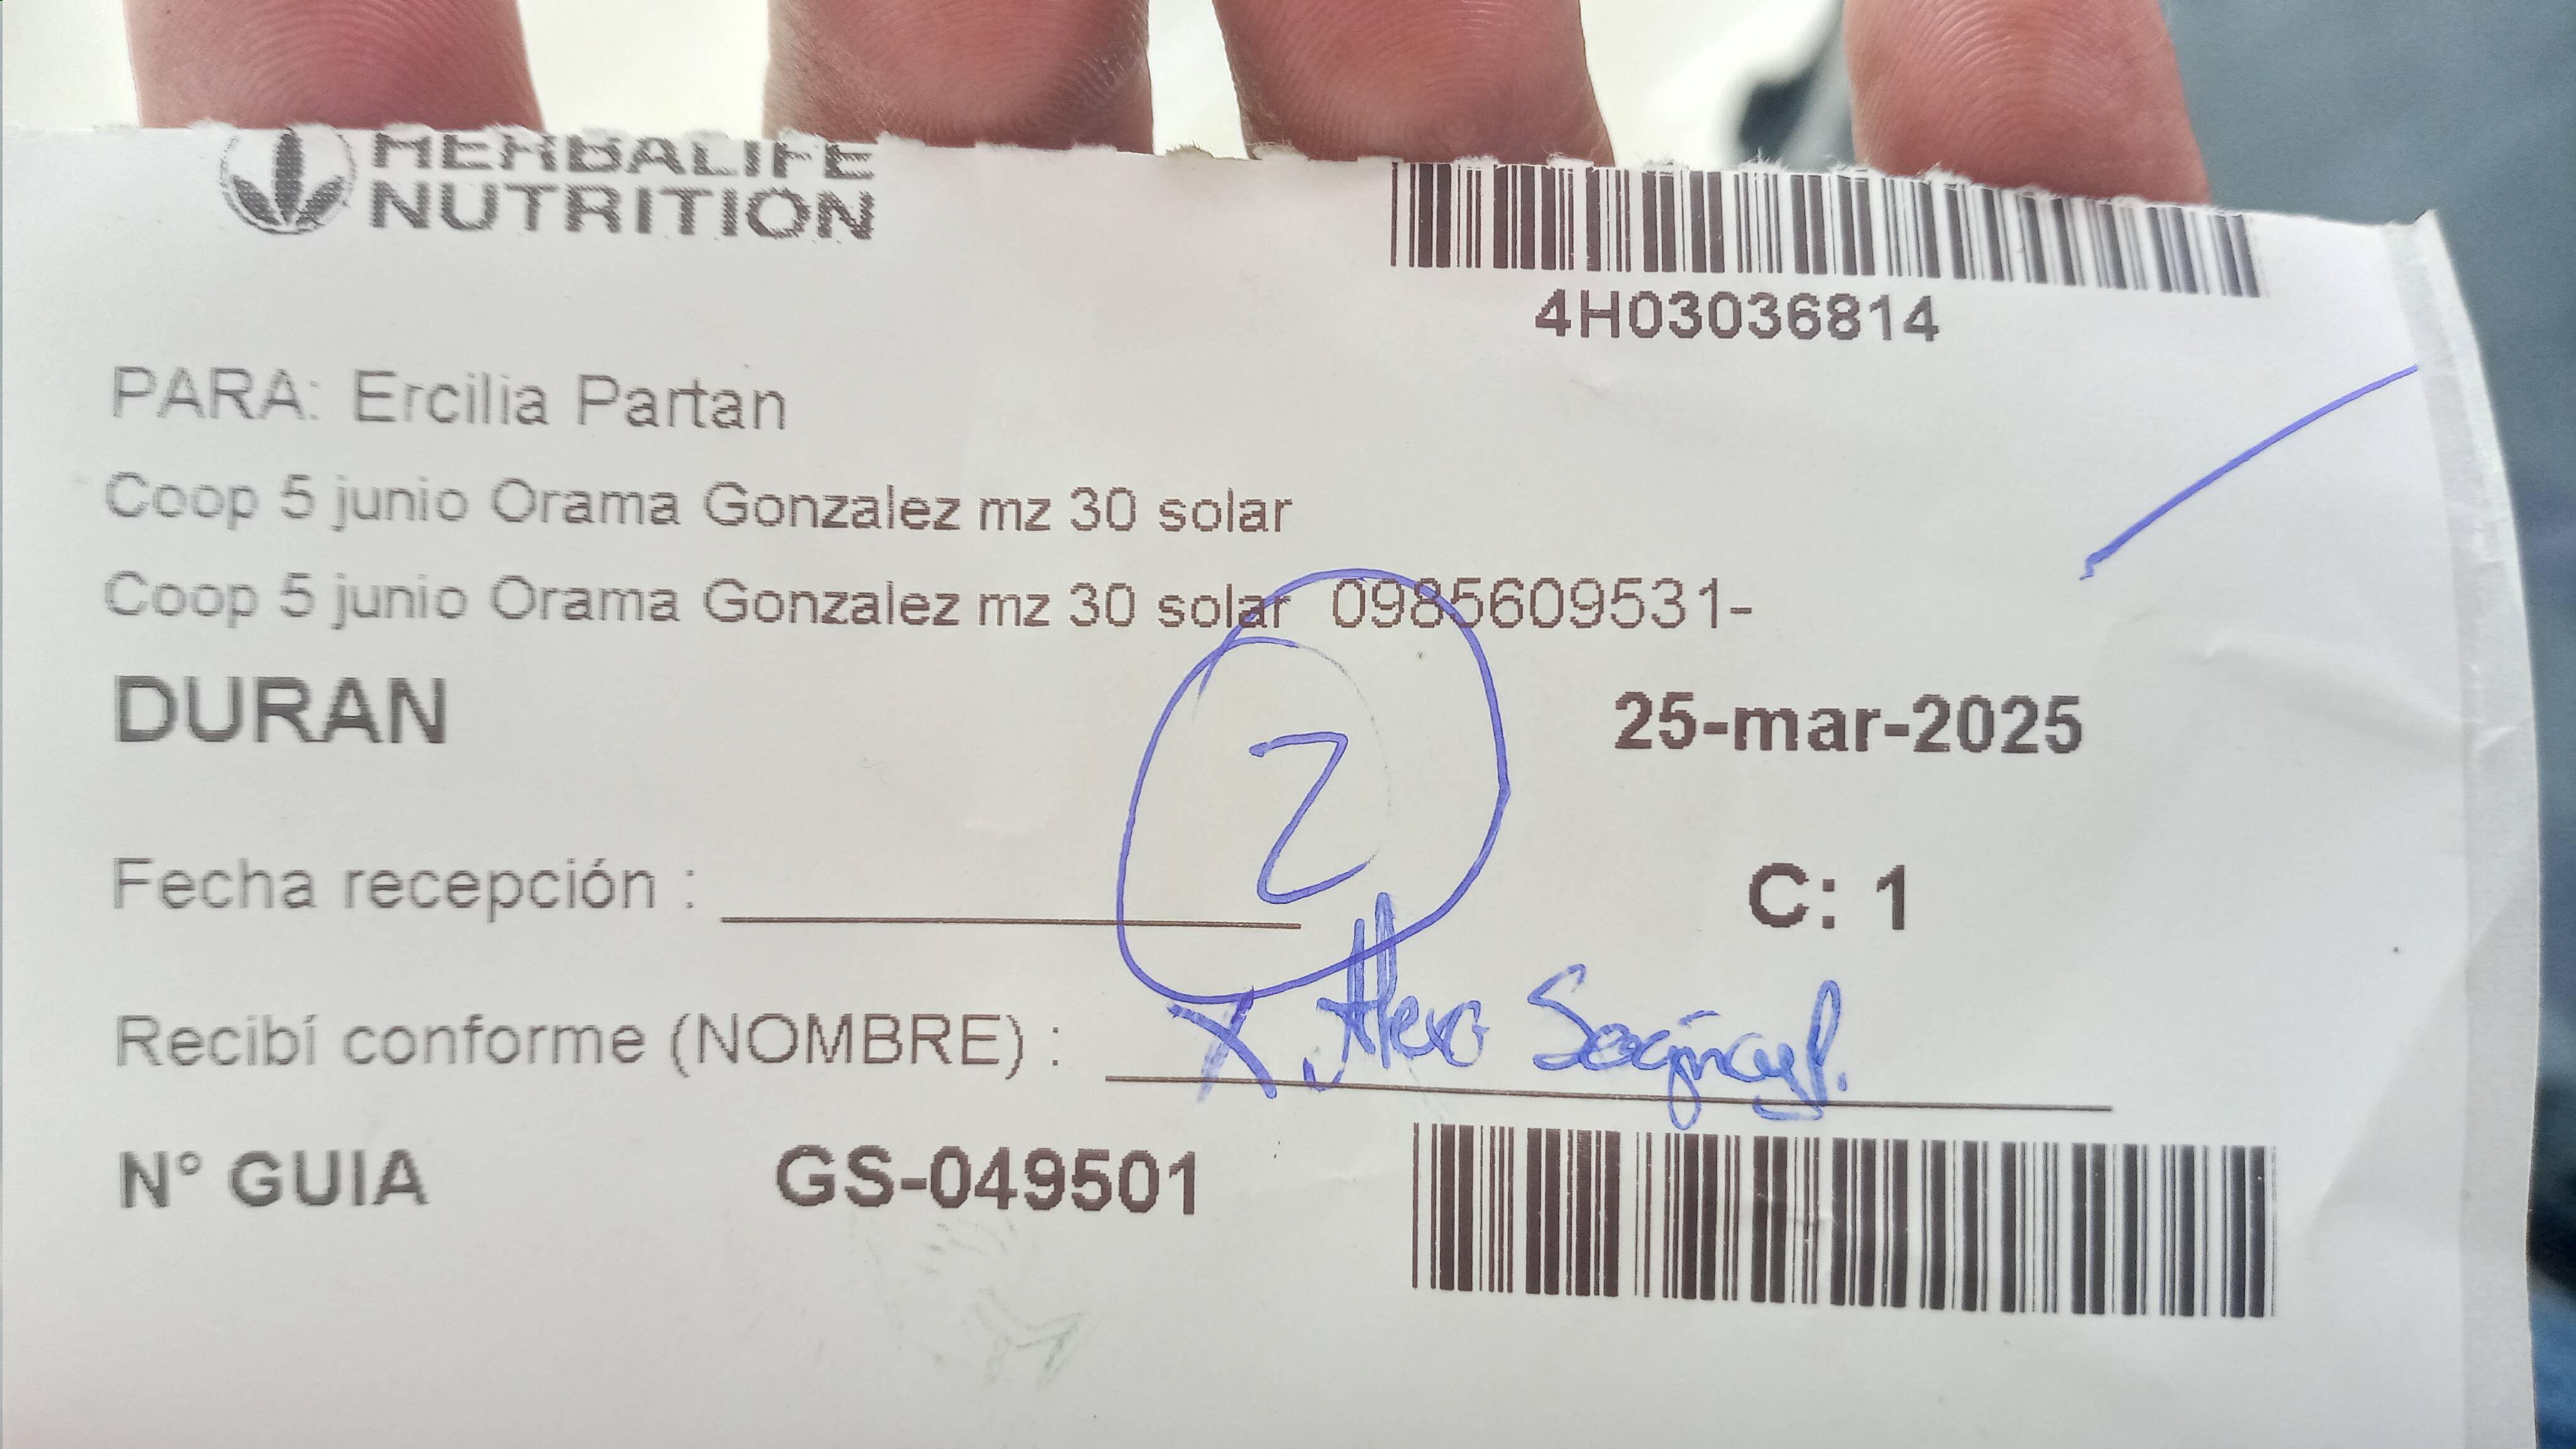 HERBALIFE
NUTRITION
4H03036814
PARA: Ercilia Partan
Coop 5 junio Orama Gonzalez mz 30 solar
Coop 5 junio Orama Gonzalez mz 30 solar 0985609531-
DURAN
25-mar-2025
2
Fecha recepción :
C: 1
Recibí conforme (NOMBRE) : X
N° GUIA GS-049501